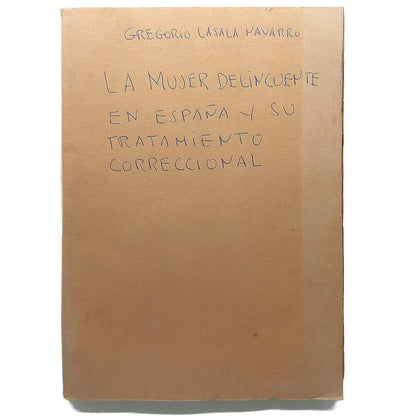 GREGORIO LASALA NAVARRO
LA MUJER DELINCUENTE
EN ESPAÑA Y SU
TRATAMIENTO
CORRECCIONAL